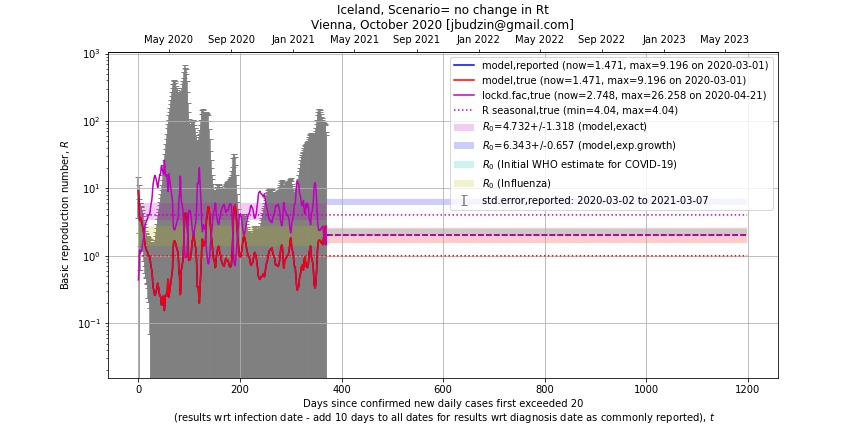 Iceland, Scenario= no change in Rt
Vienna, October 2020 [jbudzin@gmail.com]
May 2020 Sep 2020 Jan 2021 May 2021 Sep 2021 Jan 2022 May 2022 Sep 2022 Jan 2023 May 2023
10³
model,reported (now=1.471, max=9.196 on 2020-03-01)
model,true (now=1.471, max=9.196 on 2020-03-01)
lockd.fac,true (now=2.748, max=26.258 on 2020-04-21)
R seasonal,true (min=4.04, max=4.04)
10²
R₀=4.732+/-1.318 (model,exact)
R₀=6.343+/-0.657 (model,exp.growth)
R₀ (Initial WHO estimate for COVID-19)
R₀ (Influenza)
10¹
std.error,reported: 2020-03-02 to 2021-03-07
Basic reproduction number, R
10⁰
10⁻¹
0 200 400 600 800 1000 1200
Days since confirmed new daily cases first exceeded 20
(results wrt infection date - add 10 days to all dates for results wrt diagnosis date as commonly reported), t